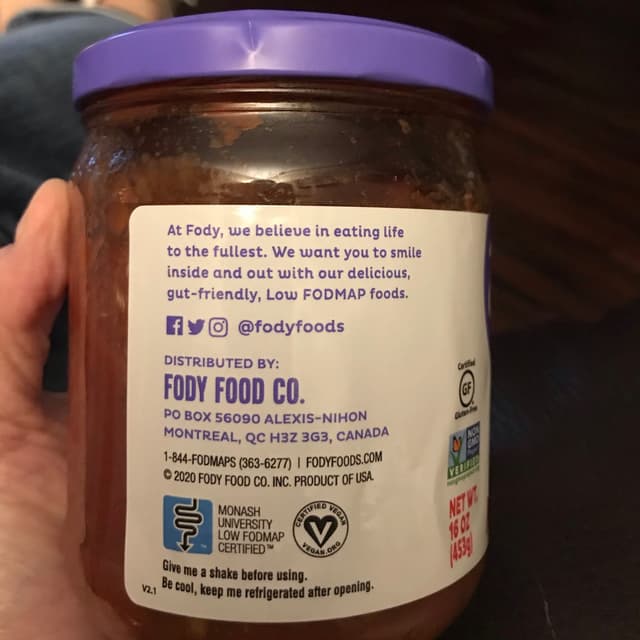 At Fody, we believe in eating life
to the fullest. We want you to smile
inside and out with our delicious,
gut-friendly, Low FODMAP foods.
@fodyfoods
DISTRIBUTED BY:
FODY FOOD CO.
PO BOX 56090 ALEXIS-NIHON
MONTREAL, QC H3Z 3G3, CANADA
1-844-FODMAPS (363-6277) | FODYFOODS.COM
© 2020 FODY FOOD CO. INC. PRODUCT OF USA.
MONASH
UNIVERSITY
LOW FODMAP
CERTIFIED™
CERTIFIED VEGAN
VEGAN.ORG
Give me a shake before using.
Be cool, keep me refrigerated after opening.
V2.1
Certified
GF
Gluten-Free
NON
GMO
VERIFIED
NET WT.
16 OZ
(453g)